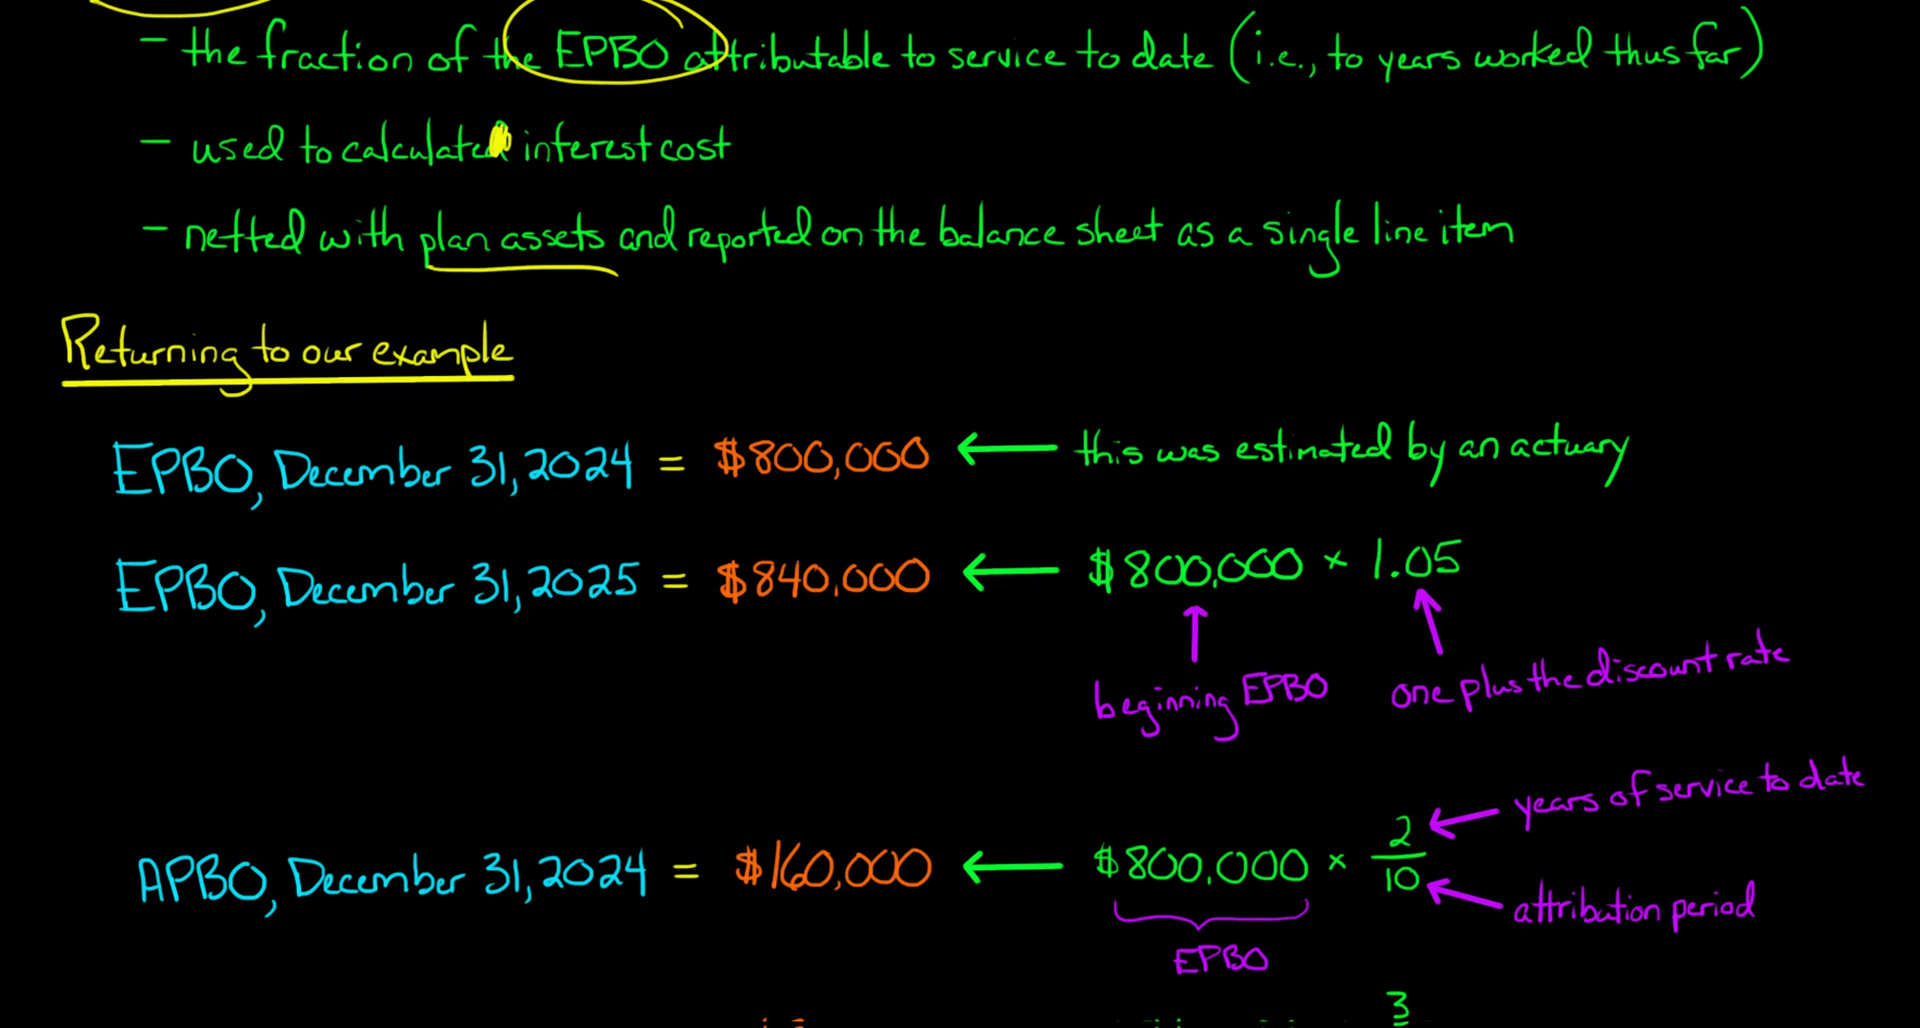 - the fraction of the EPBO attributable to service to date (i.e., to years worked thus far)
- used to calculate interest cost
- netted with plan assets and reported on the balance sheet as a single line item
Returning to our example
EPBO, December 31, 2024 = $800,000 ← this was estimated by an actuary
EPBO, December 31, 2025 = $840,000 ← $800,000 × 1.05
beginning EPBO one plus the discount rate
years of service to date
APBO, December 31, 2024 = $160,000 ← $800,000 × 2/10
attribution period
EPBO
3